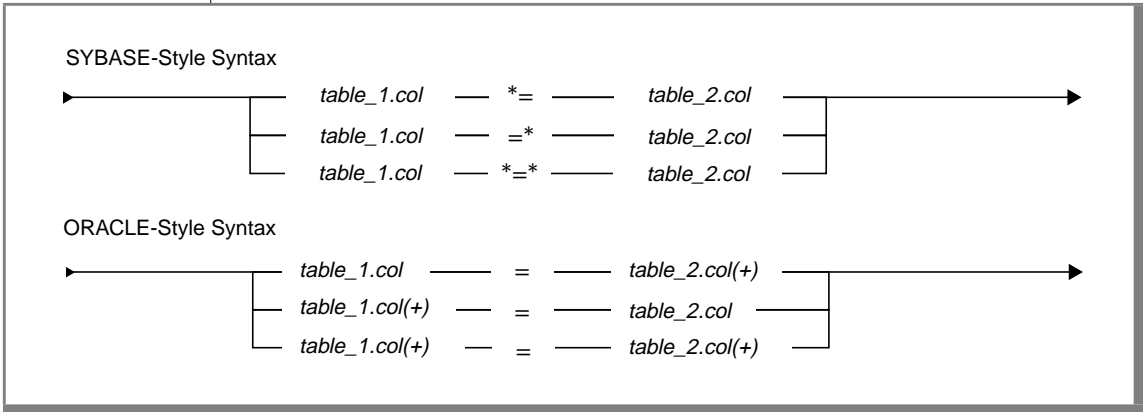 SYBASE-Style Syntax
table_1.col *= table_2.col
table_1.col =* table_2.col
table_1.col *=* table_2.col
ORACLE-Style Syntax
table_1.col = table_2.col(+)
table_1.col(+) = table_2.col
table_1.col(+) = table_2.col(+)